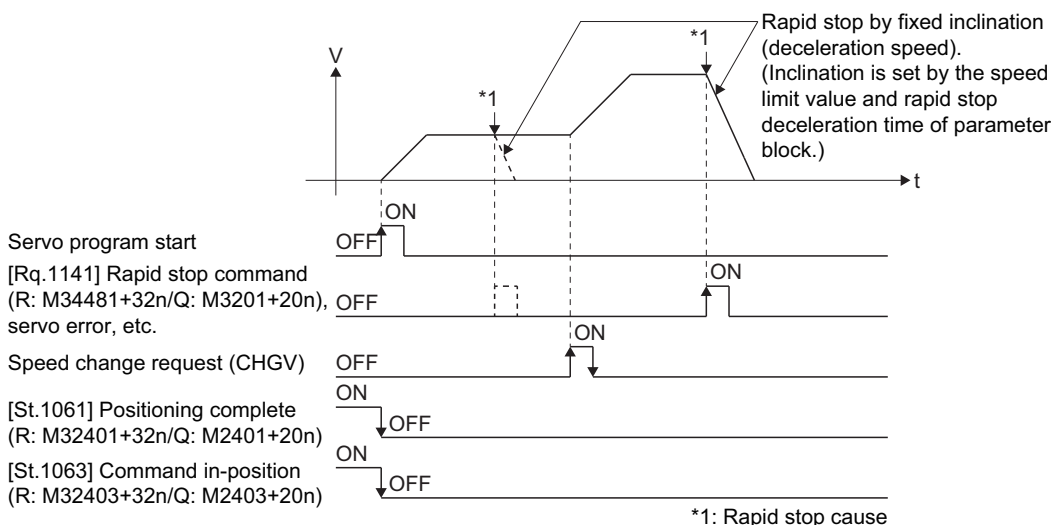 Rapid stop by fixed inclination
(deceleration speed).
(Inclination is set by the speed
limit value and rapid stop
deceleration time of parameter
block.)
V
*1
*1
t
ON
Servo program start
OFF
[Rq.1141] Rapid stop command
(R: M34481+32n/Q: M3201+20n),
servo error, etc.
OFF
ON
ON
Speed change request (CHGV)
OFF
ON
[St.1061] Positioning complete
(R: M32401+32n/Q: M2401+20n)
OFF
ON
[St.1063] Command in-position
(R: M32403+32n/Q: M2403+20n)
OFF
*1: Rapid stop cause